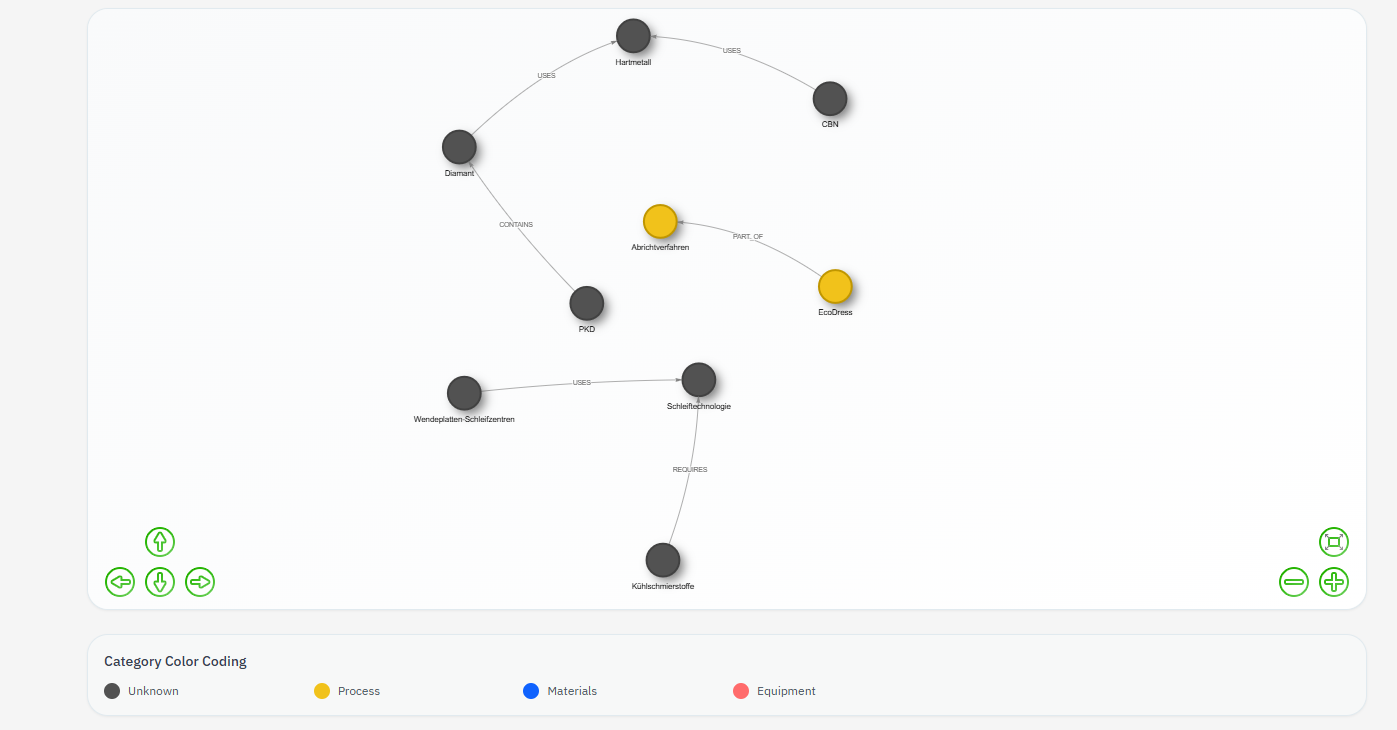 Hartmetall
USES
USES
CBN
Diamant
CONTAINS
Abrichtverfahren
PART_OF
EcoDress
PKD
Wendeplatten-Schleifzentren
USES
Schleiftechnologie
REQUIRES
Kühlschmierstoffe
Category Color Coding
Unknown
Process
Materials
Equipment